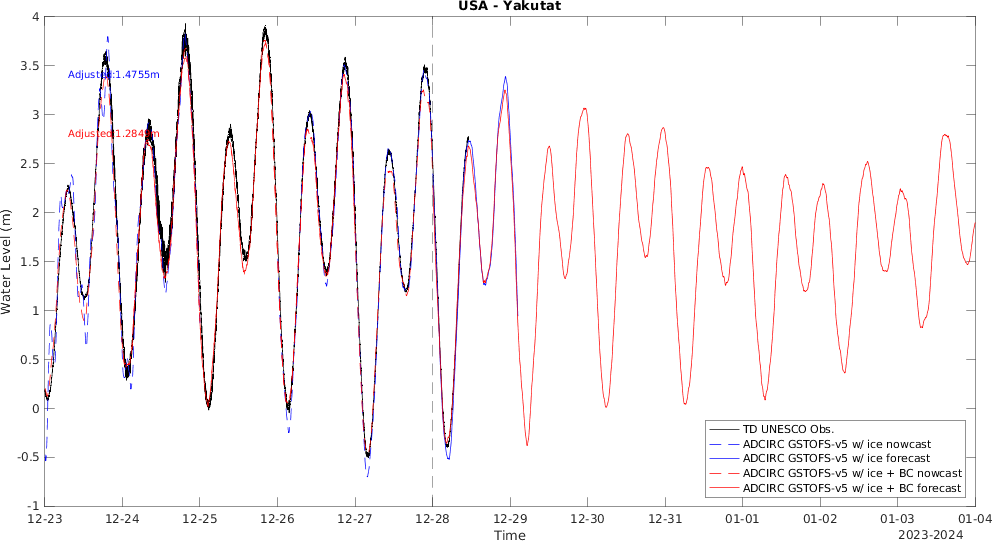 USA - Yakutat
4
3.5
3
2.5
2
1.5
1
0.5
0
-0.5
-1
Water Level (m)
Adjusted:1.4755m
Adjusted:1.284 m
TD UNESCO Obs.
ADCIRC GSTOFS-v5 w/ ice nowcast
ADCIRC GSTOFS-v5 w/ ice forecast
ADCIRC GSTOFS-v5 w/ ice + BC nowcast
ADCIRC GSTOFS-v5 w/ ice + BC forecast
12-23 12-24 12-25 12-26 12-27 12-28 12-29 12-30 12-31 01-01 01-02 01-03 01-04
Time
2023-2024